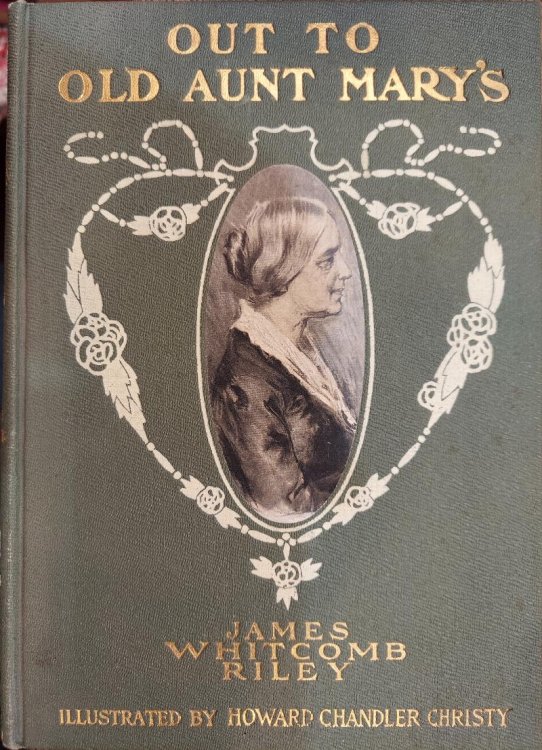 OUT TO
OLD AUNT MARY'S
JAMES
WHITCOMB
RILEY
ILLUSTRATED BY HOWARD CHANDLER CHRISTY